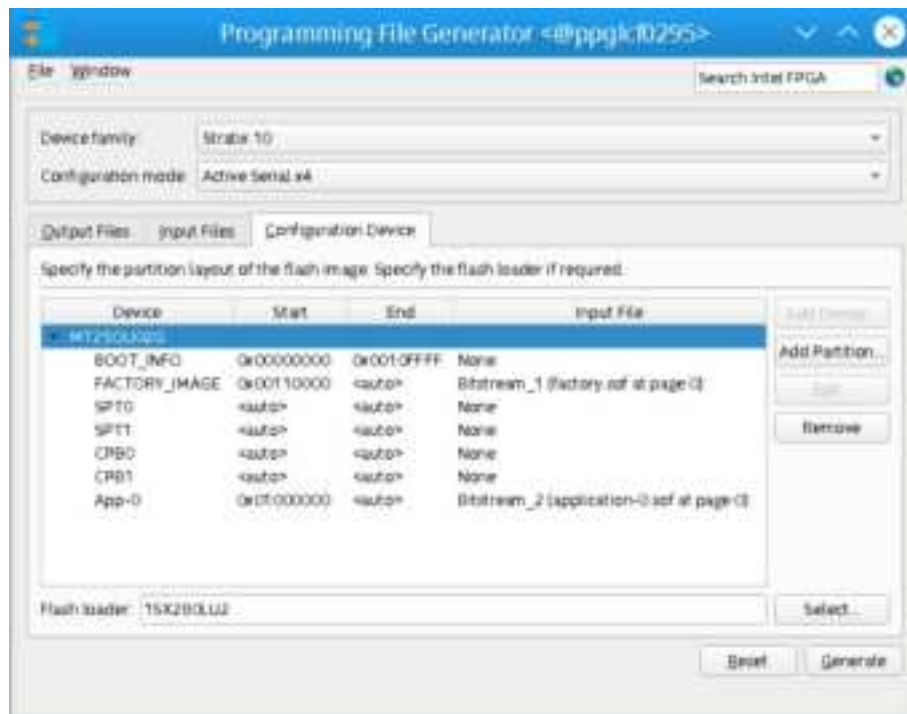 Programming File Generator
File Window
Search Intel FPGA
Device family Stratix 10
Configuration mode Active Serial x4
Output Files Input Files Configuration Device
Specify the partition layout of the flash image. Specify the flash loader if required.
Device Start End Input File
BOOT_INFO 0x00000000 0x0010FFFF None
Add Partition...
FACTORY_IMAGE 0x00110000 <auto> Bitstream_1 (factory.sof at page 0)
SPT0 <auto> <auto> None
SPT1 <auto> <auto> None
Remove
CPB0 <auto> <auto> None
CPB1 <auto> <auto> None
App-0 0x01000000 <auto> Bitstream_2 (application-0.sof at page 0)
Flash loader Select...
Reset Generate